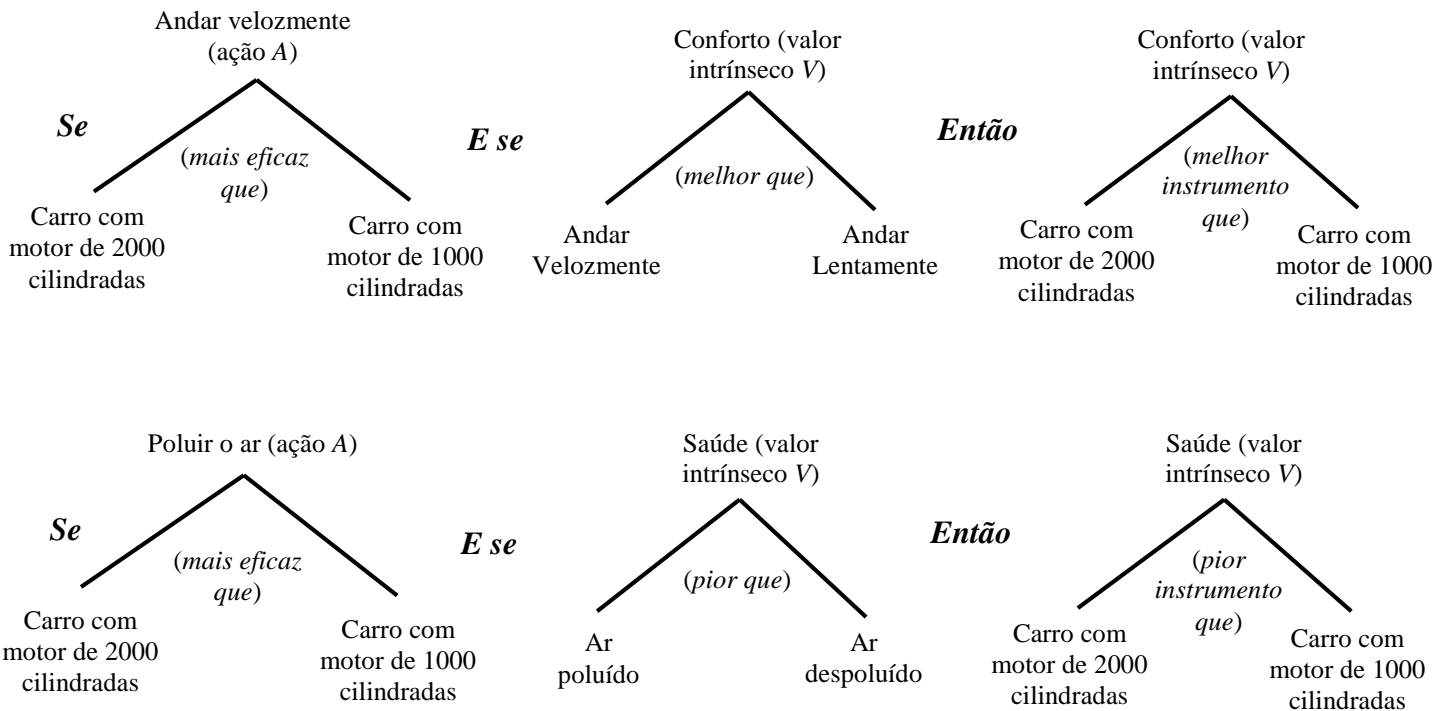 Andar velozmente
(ação A)
Se
(mais eficaz
que)
Carro com
motor de 2000
cilindradas
Carro com
motor de 1000
cilindradas
E se
Conforto (valor
intrínseco V)
(melhor que)
Andar
Velozmente
Andar
Lentamente
Então
Conforto (valor
intrínseco V)
(melhor
instrumento
que)
Carro com
motor de 2000
cilindradas
Carro com
motor de 1000
cilindradas
Poluir o ar (ação A)
Se
(mais eficaz
que)
Carro com
motor de 2000
cilindradas
Carro com
motor de 1000
cilindradas
E se
Saúde (valor
intrínseco V)
(pior que)
Ar
poluído
Ar
despoluído
Então
Saúde (valor
intrínseco V)
(pior
instrumento
que)
Carro com
motor de 2000
cilindradas
Carro com
motor de 1000
cilindradas